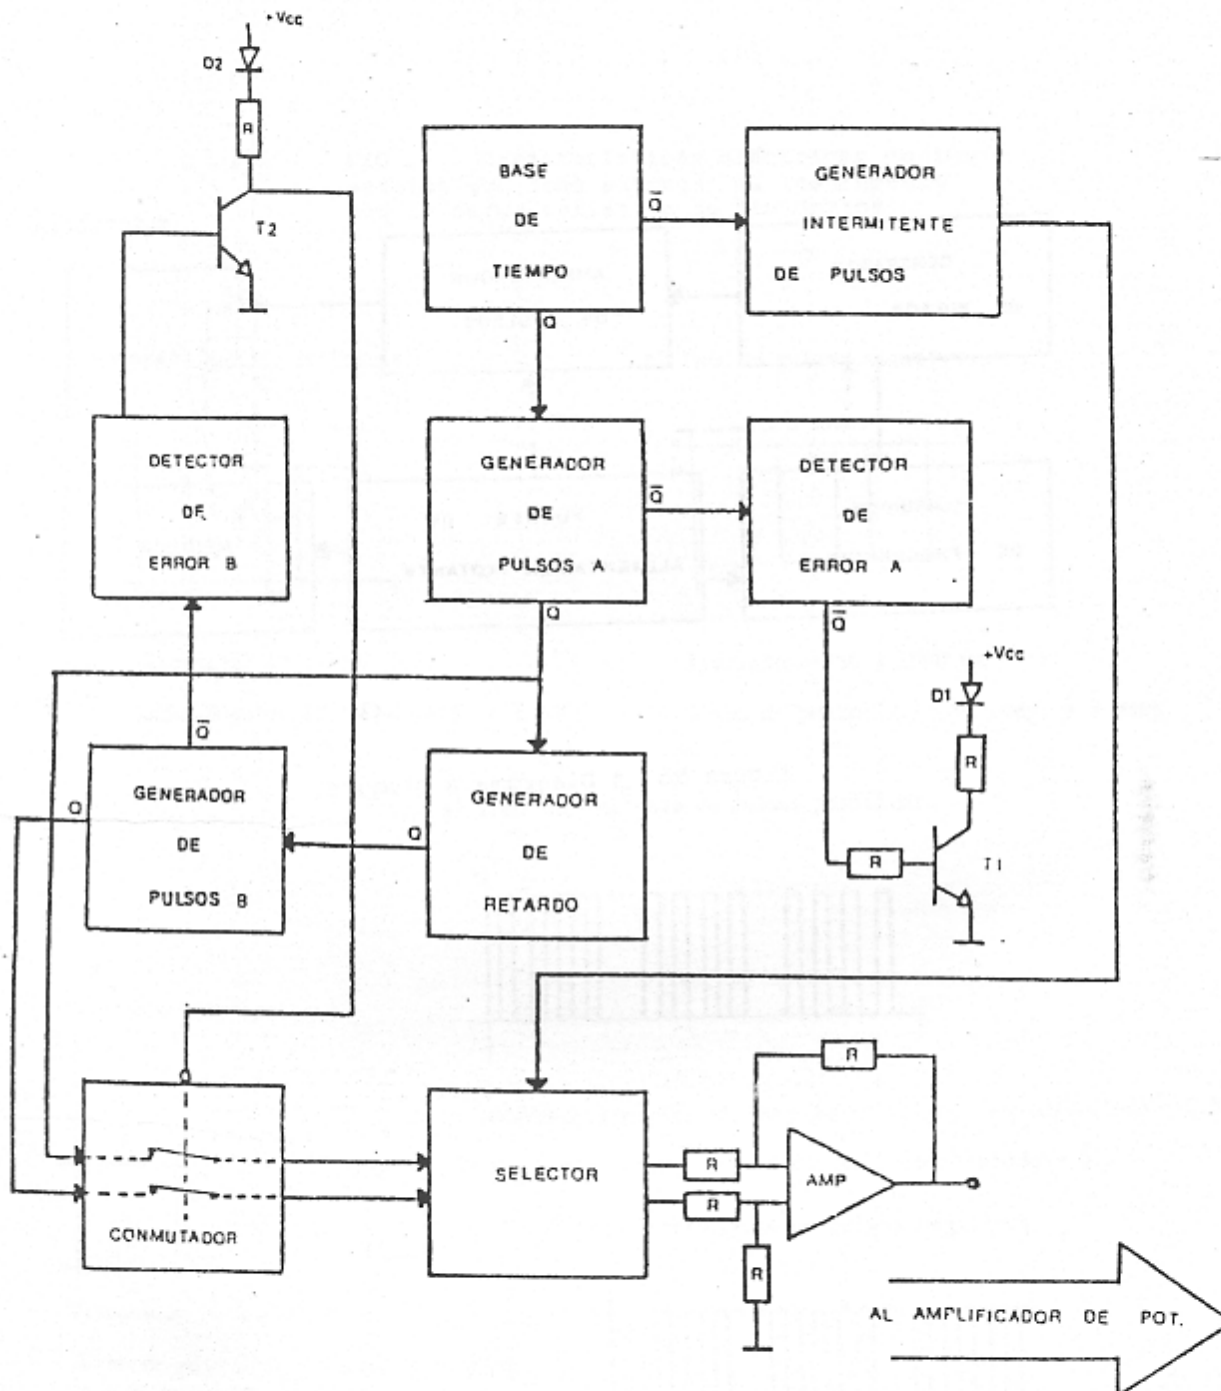 +Vcc
D2
R
T2
BASE
DE
TIEMPO
Q̅
Q
GENERADOR
INTERMITENTE
DE PULSOS
DETECTOR
DE
ERROR B
GENERADOR
DE
PULSOS A
Q̅
Q
DETECTOR
DE
ERROR A
Q̅
+Vcc
D1
R
R
T1
Q̅
Q
GENERADOR
DE
PULSOS B
Q
GENERADOR
DE
RETARDO
CONMUTADOR
SELECTOR
R
R
R
R
AMP
AL AMPLIFICADOR DE POT.